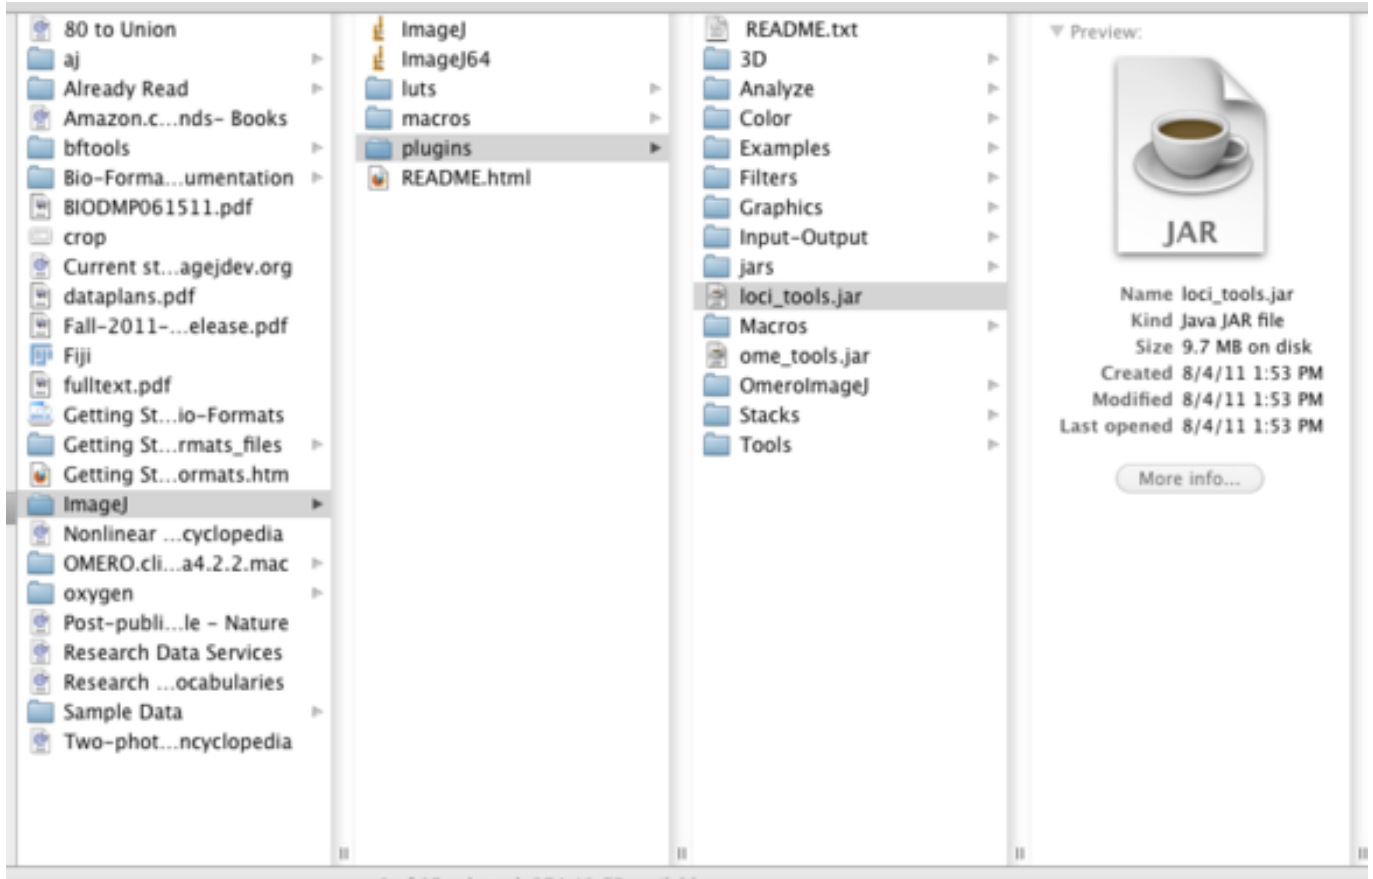 80 to Union
aj
Already Read
Amazon.c...nds- Books
bftools
Bio-Forma...umentation
BIODMP061511.pdf
crop
Current st...agejdev.org
dataplans.pdf
Fall-2011-...elease.pdf
Fiji
fulltext.pdf
Getting St...io-Formats
Getting St...rmats_files
Getting St...ormats.htm
ImageJ
Nonlinear ...cyclopedia
OMERO.cli...a4.2.2.mac
oxygen
Post-publi...le - Nature
Research Data Services
Research ...ocabularies
Sample Data
Two-phot...ncyclopedia
ImageJ
ImageJ64
luts
macros
plugins
README.html
README.txt
3D
Analyze
Color
Examples
Filters
Graphics
Input-Output
jars
loci_tools.jar
Macros
ome_tools.jar
OmeroImageJ
Stacks
Tools
Preview:
JAR
Name loci_tools.jar
Kind Java JAR file
Size 9.7 MB on disk
Created 8/4/11 1:53 PM
Modified 8/4/11 1:53 PM
Last opened 8/4/11 1:53 PM
More info...